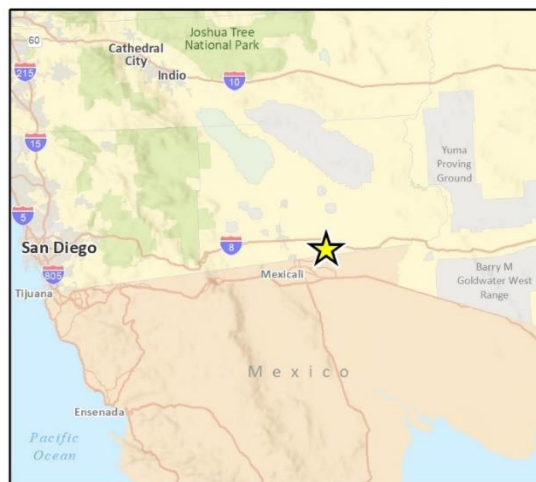 Joshua Tree
National Park
60
Cathedral
City
Indio
215
10
15
Yuma
Proving
Ground
5
San Diego
8
805
Mexicali
Tijuana
Barry M
Goldwater West
Range
Mexico
Ensenada
Pacific
Ocean